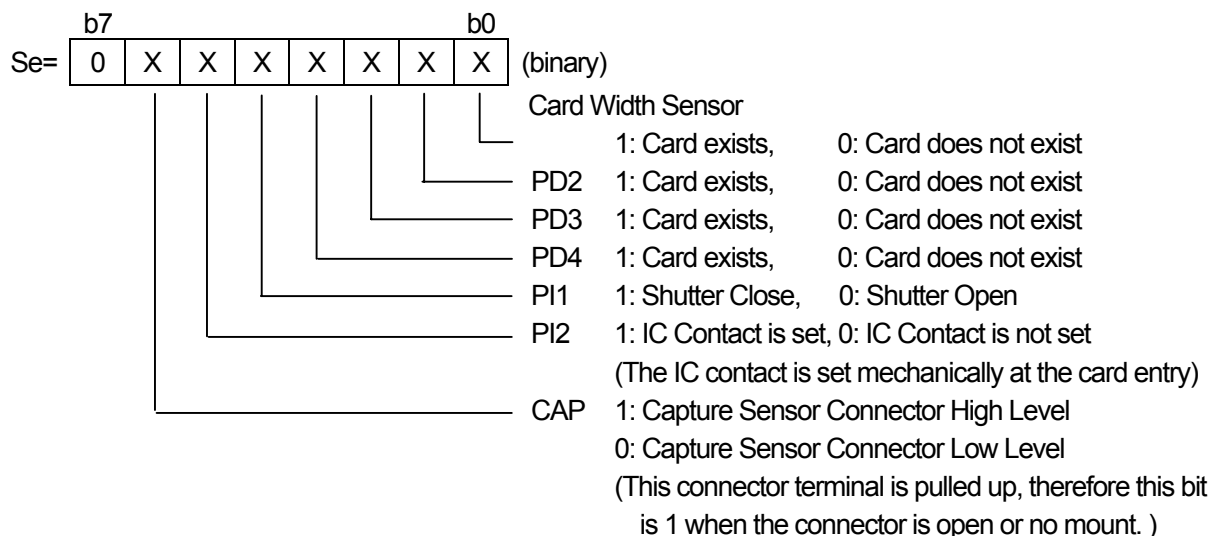 b7 b0
Se= 0 X X X X X X X (binary)
Card Width Sensor
1: Card exists, 0: Card does not exist
PD2 1: Card exists, 0: Card does not exist
PD3 1: Card exists, 0: Card does not exist
PD4 1: Card exists, 0: Card does not exist
PI1 1: Shutter Close, 0: Shutter Open
PI2 1: IC Contact is set, 0: IC Contact is not set
(The IC contact is set mechanically at the card entry)
CAP 1: Capture Sensor Connector High Level
0: Capture Sensor Connector Low Level
(This connector terminal is pulled up, therefore this bit
is 1 when the connector is open or no mount. )